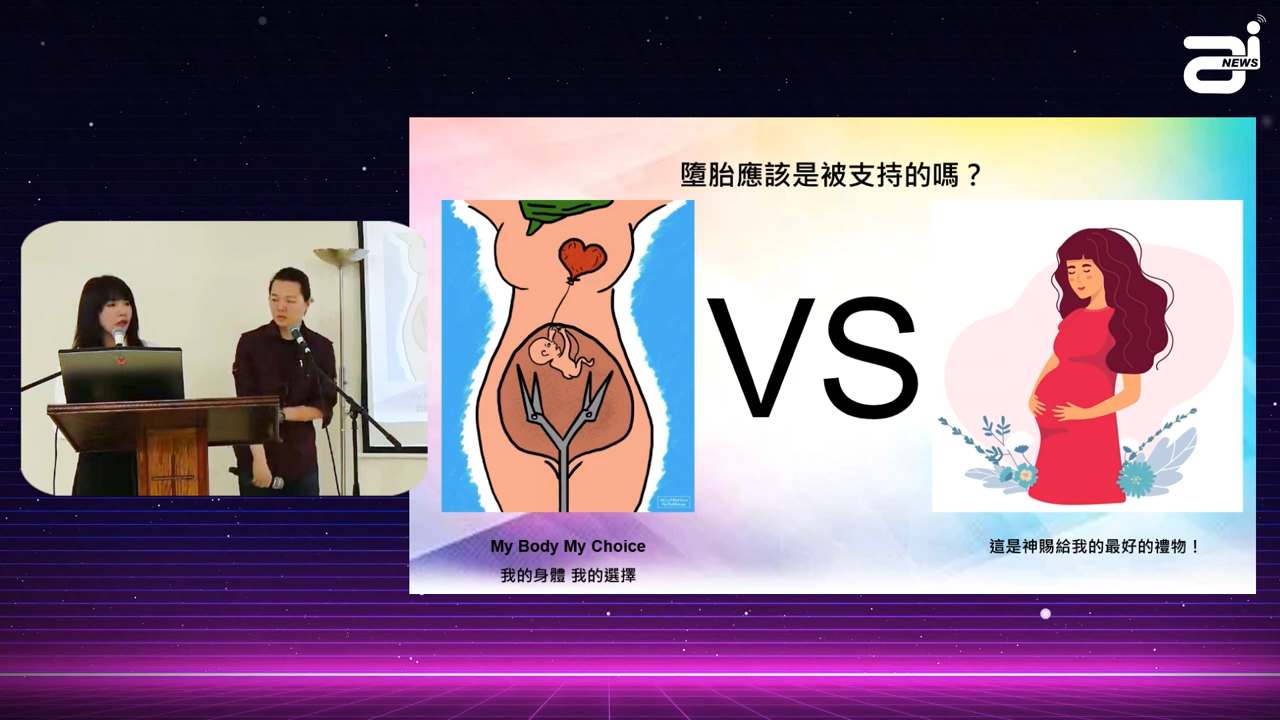 ai
NEWS
墮胎應該是被支持的嗎？
VS
My Body My Choice
我的身體 我的選擇
這是神賜給我的最好的禮物！